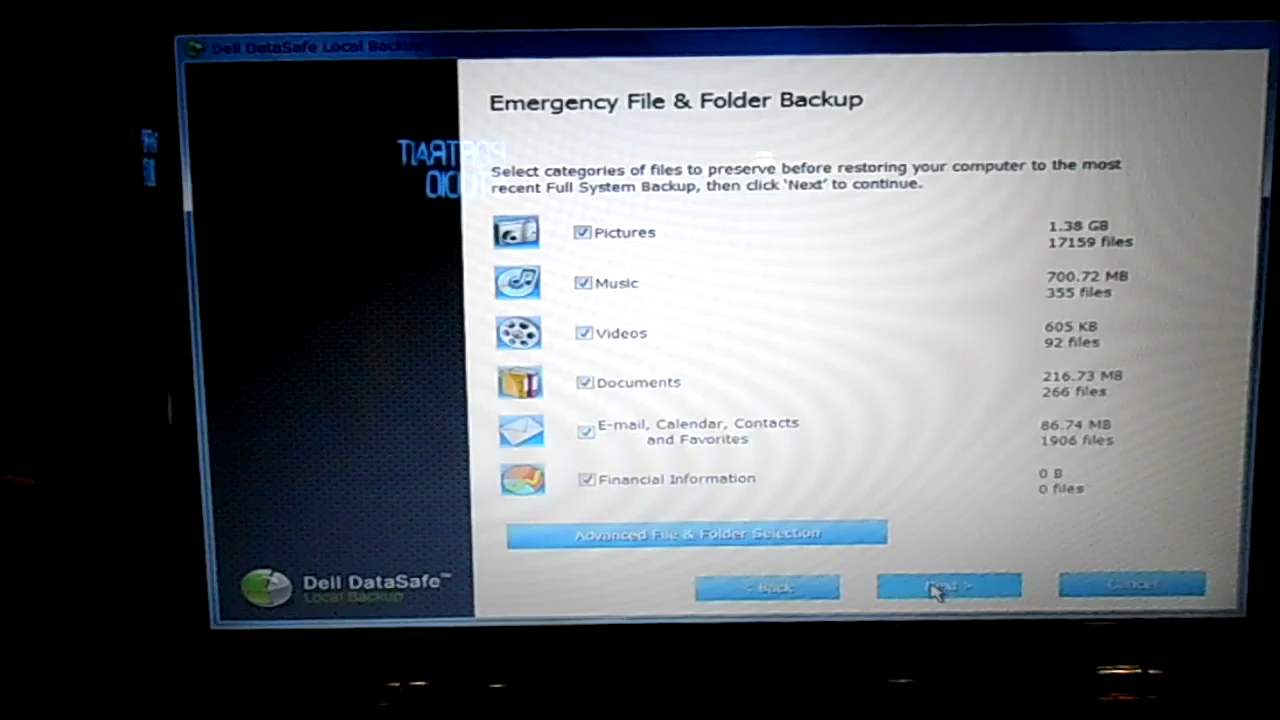 Dell DataSafe Local Backup
Emergency File & Folder Backup
Select categories of files to preserve before restoring your computer to the most
recent Full System Backup, then click 'Next' to continue.
Pictures
1.38 GB
17159 files
Music
700.72 MB
355 files
Videos
605 KB
92 files
Documents
216.73 MB
266 files
E-mail, Calendar, Contacts
and Favorites
86.74 MB
1906 files
Financial Information
0 B
0 files
Advanced File & Folder Selection
< Back
Next >
Cancel
Dell DataSafe™
Local Backup